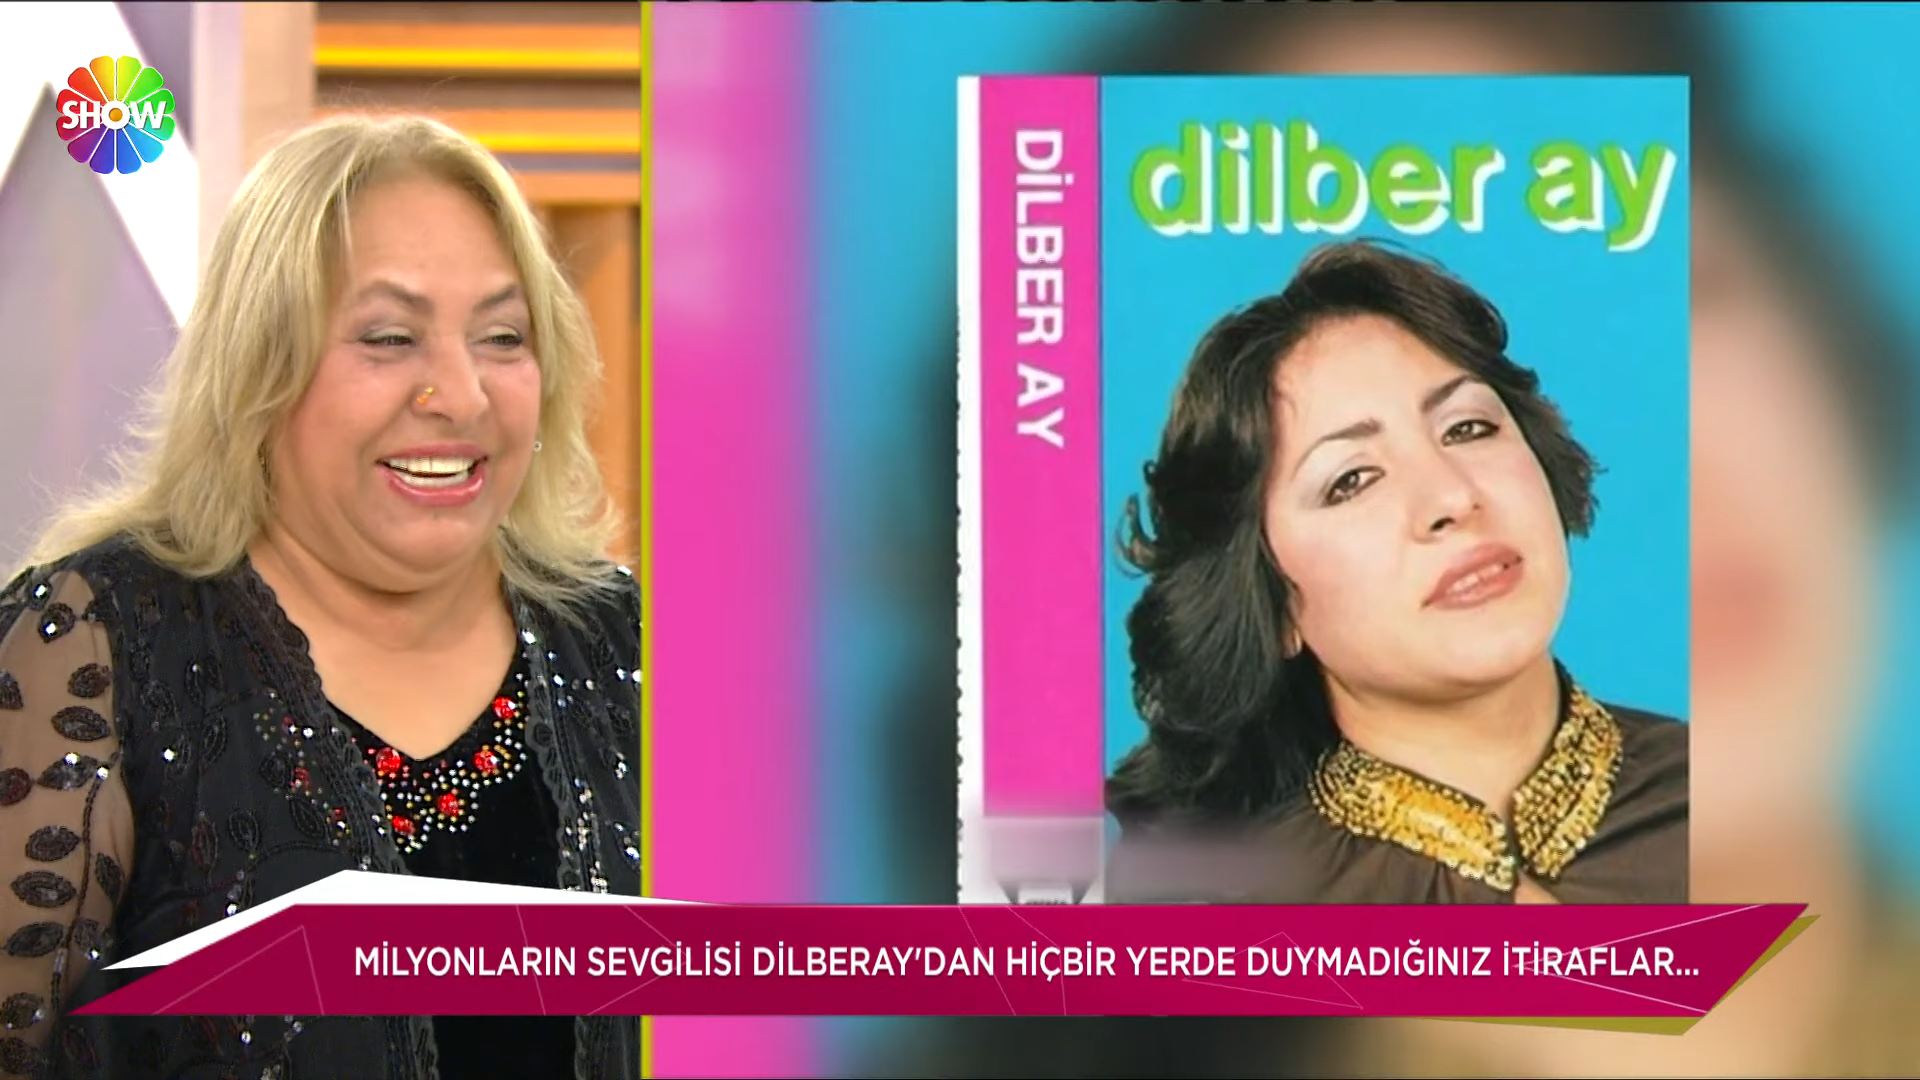 SHOW
DİLBER AY
dilber ay
MİLYONLARIN SEVGİLİSİ DİLBERAY'DAN HİÇBİR YERDE DUYMADIĞINIZ İTİRAFLAR...